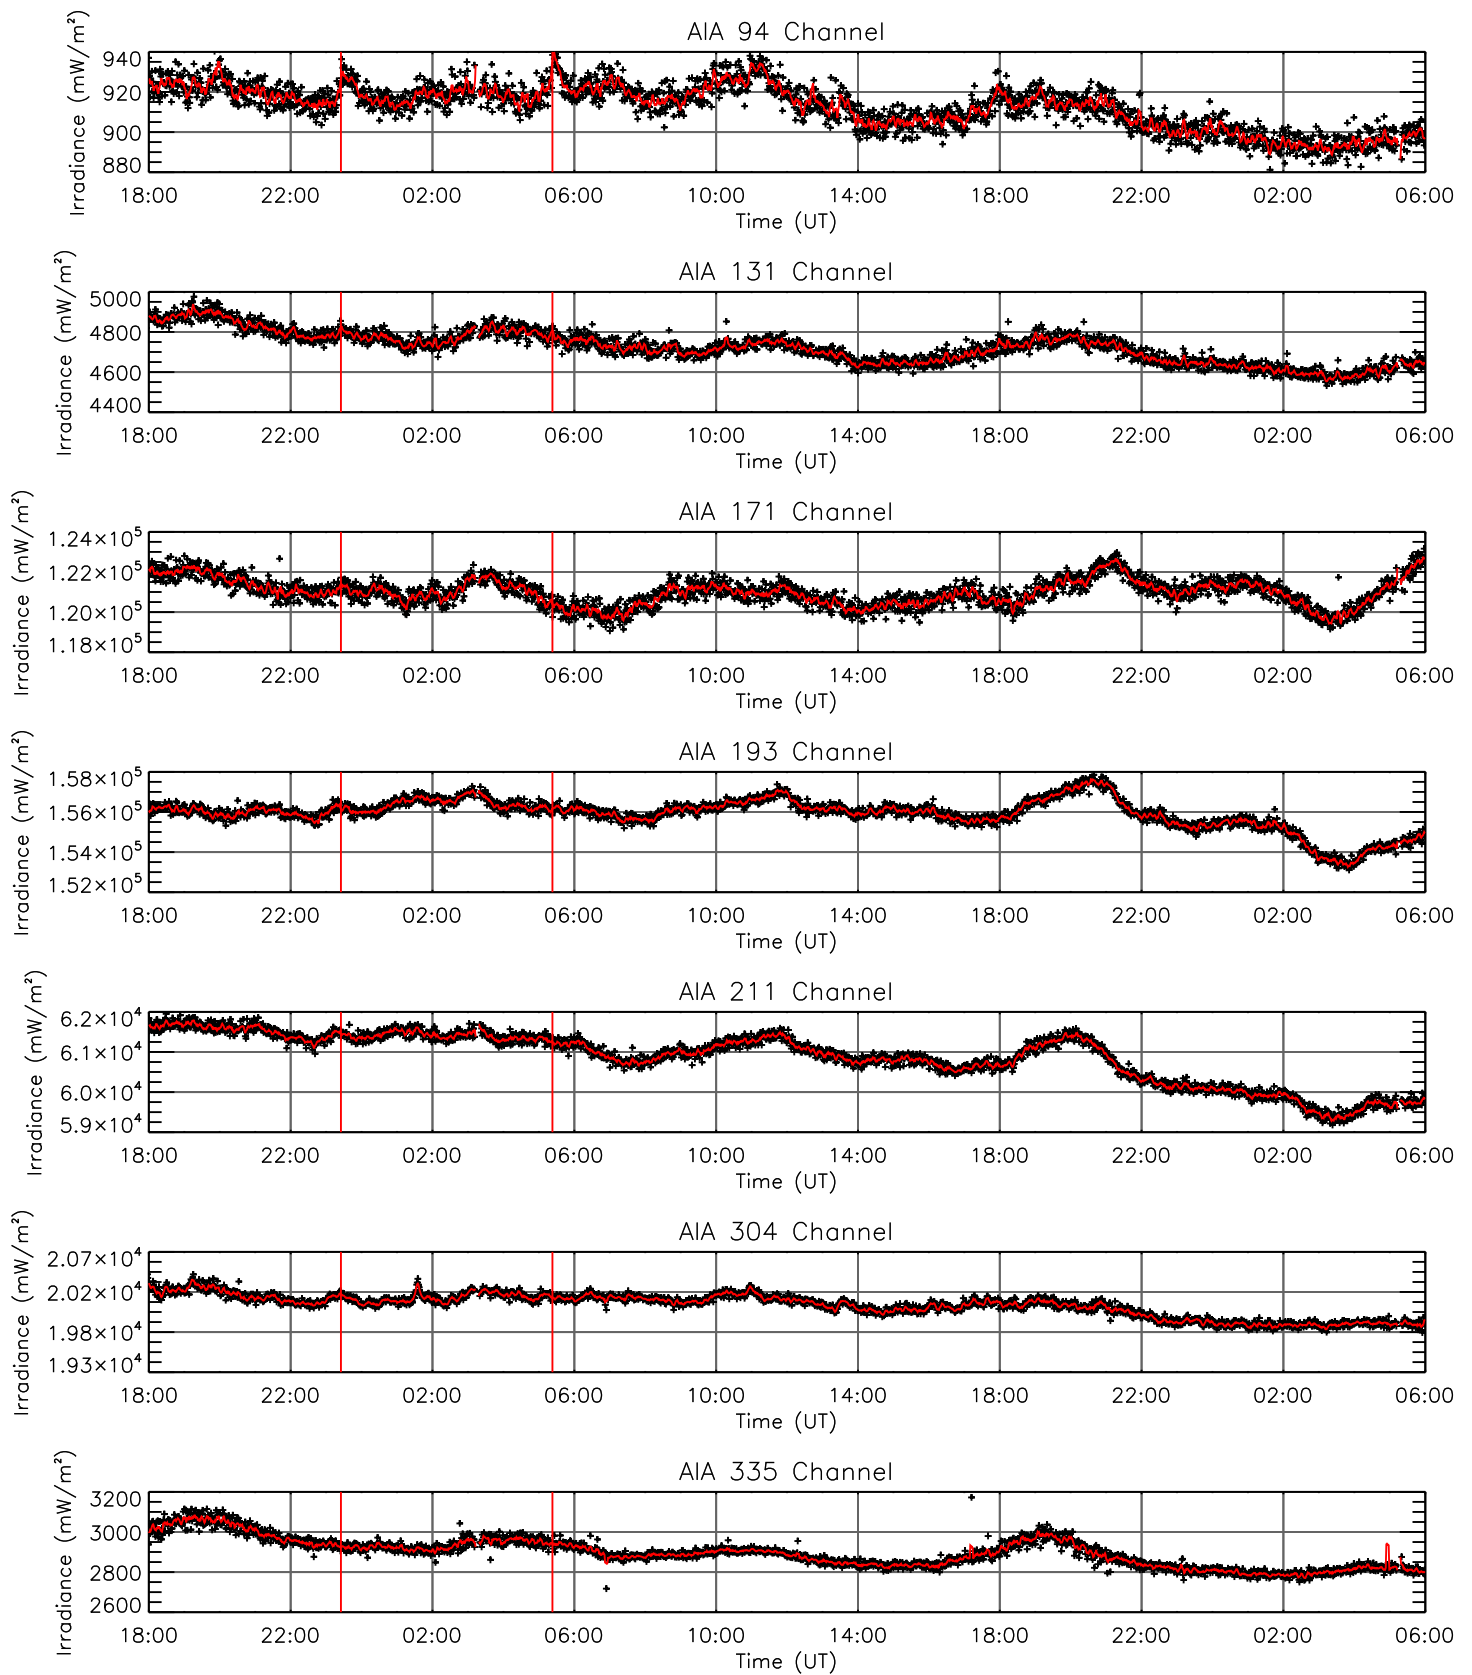 AIA 94 Channel
Irradiance (mW/m²)
940
920
900
880
18:00 22:00 02:00 06:00 10:00 14:00 18:00 22:00 02:00 06:00
Time (UT)
AIA 131 Channel
Irradiance (mW/m²)
5000
4800
4600
4400
18:00 22:00 02:00 06:00 10:00 14:00 18:00 22:00 02:00 06:00
Time (UT)
AIA 171 Channel
Irradiance (mW/m²)
1.24×10⁵
1.22×10⁵
1.20×10⁵
1.18×10⁵
18:00 22:00 02:00 06:00 10:00 14:00 18:00 22:00 02:00 06:00
Time (UT)
AIA 193 Channel
Irradiance (mW/m²)
1.58×10⁵
1.56×10⁵
1.54×10⁵
1.52×10⁵
18:00 22:00 02:00 06:00 10:00 14:00 18:00 22:00 02:00 06:00
Time (UT)
AIA 211 Channel
Irradiance (mW/m²)
6.2×10⁴
6.1×10⁴
6.0×10⁴
5.9×10⁴
18:00 22:00 02:00 06:00 10:00 14:00 18:00 22:00 02:00 06:00
Time (UT)
AIA 304 Channel
Irradiance (mW/m²)
2.07×10⁴
2.02×10⁴
1.98×10⁴
1.93×10⁴
18:00 22:00 02:00 06:00 10:00 14:00 18:00 22:00 02:00 06:00
Time (UT)
AIA 335 Channel
Irradiance (mW/m²)
3200
3000
2800
2600
18:00 22:00 02:00 06:00 10:00 14:00 18:00 22:00 02:00 06:00
Time (UT)